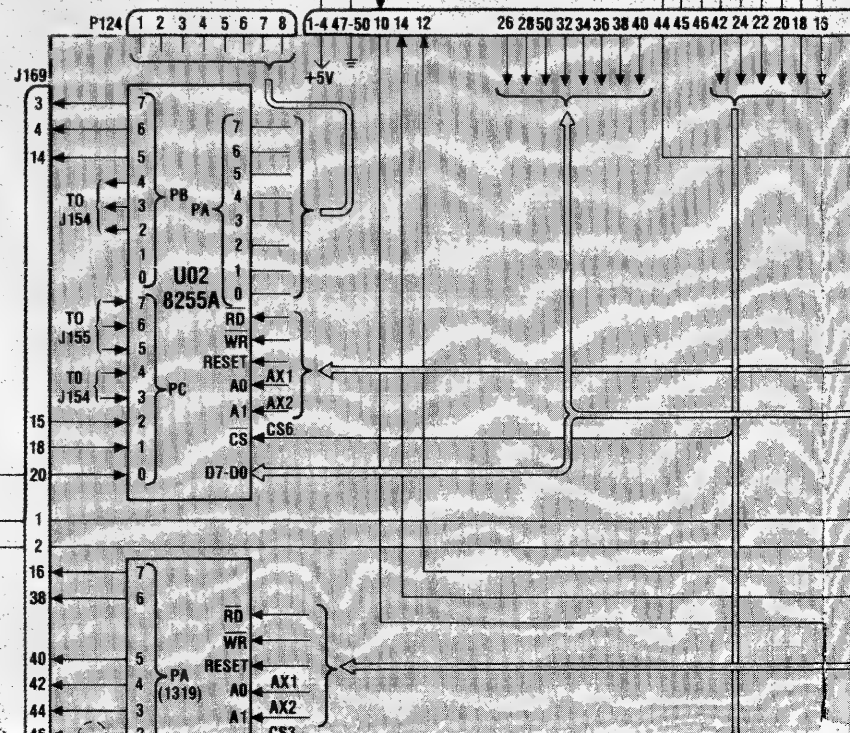 P124 1 2 3 4 5 6 7 8 1-4 47-50 10 14 12 26 28 50 32 34 36 38 40 44 45 46 42 24 22 20 18 16
+5V
J169
3 7
4 6 7
14 5 6
4 5
TO J154 3 PB PA 4
2 3
1 2
0 U02 1
7 8255A 0
TO J155 6 RD
5 WR
4 RESET
TO J154 3 PC A0 AX1
15 2 A1 AX2
18 1 CS CS6
20 0 D7-D0
1
2
16 7
38 6 RD
WR
40 5 RESET
42 4 PA (1319) A0 AX1
44 3 A1 AX2
46 2 CS3